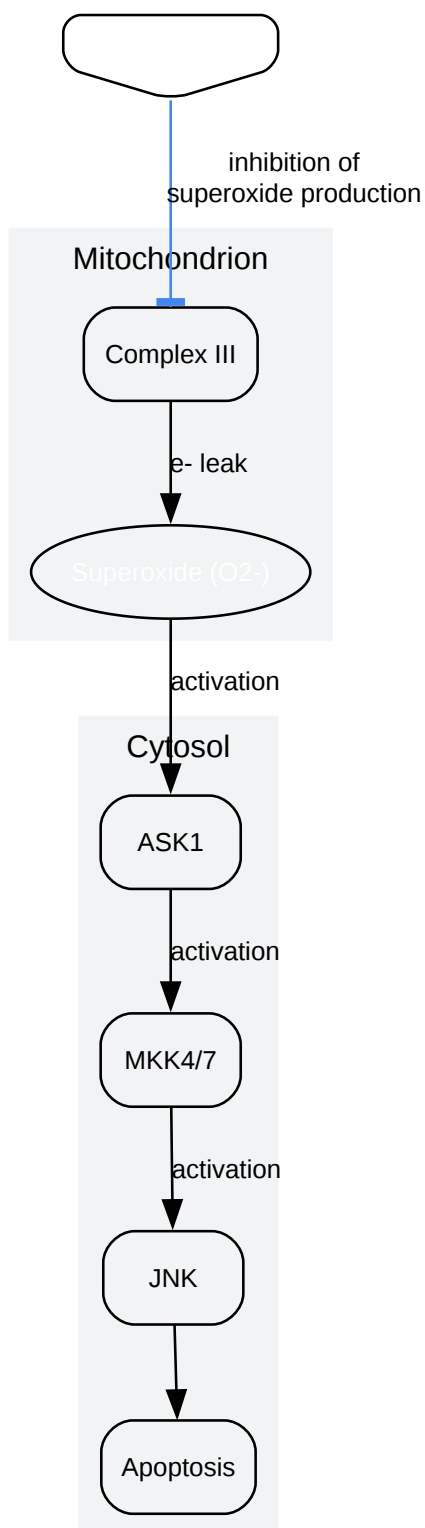 inhibition of
superoxide production
Mitochondrion
Complex III
e- leak
Superoxide (O2-)
activation
Cytosol
ASK1
activation
MKK4/7
activation
JNK
Apoptosis